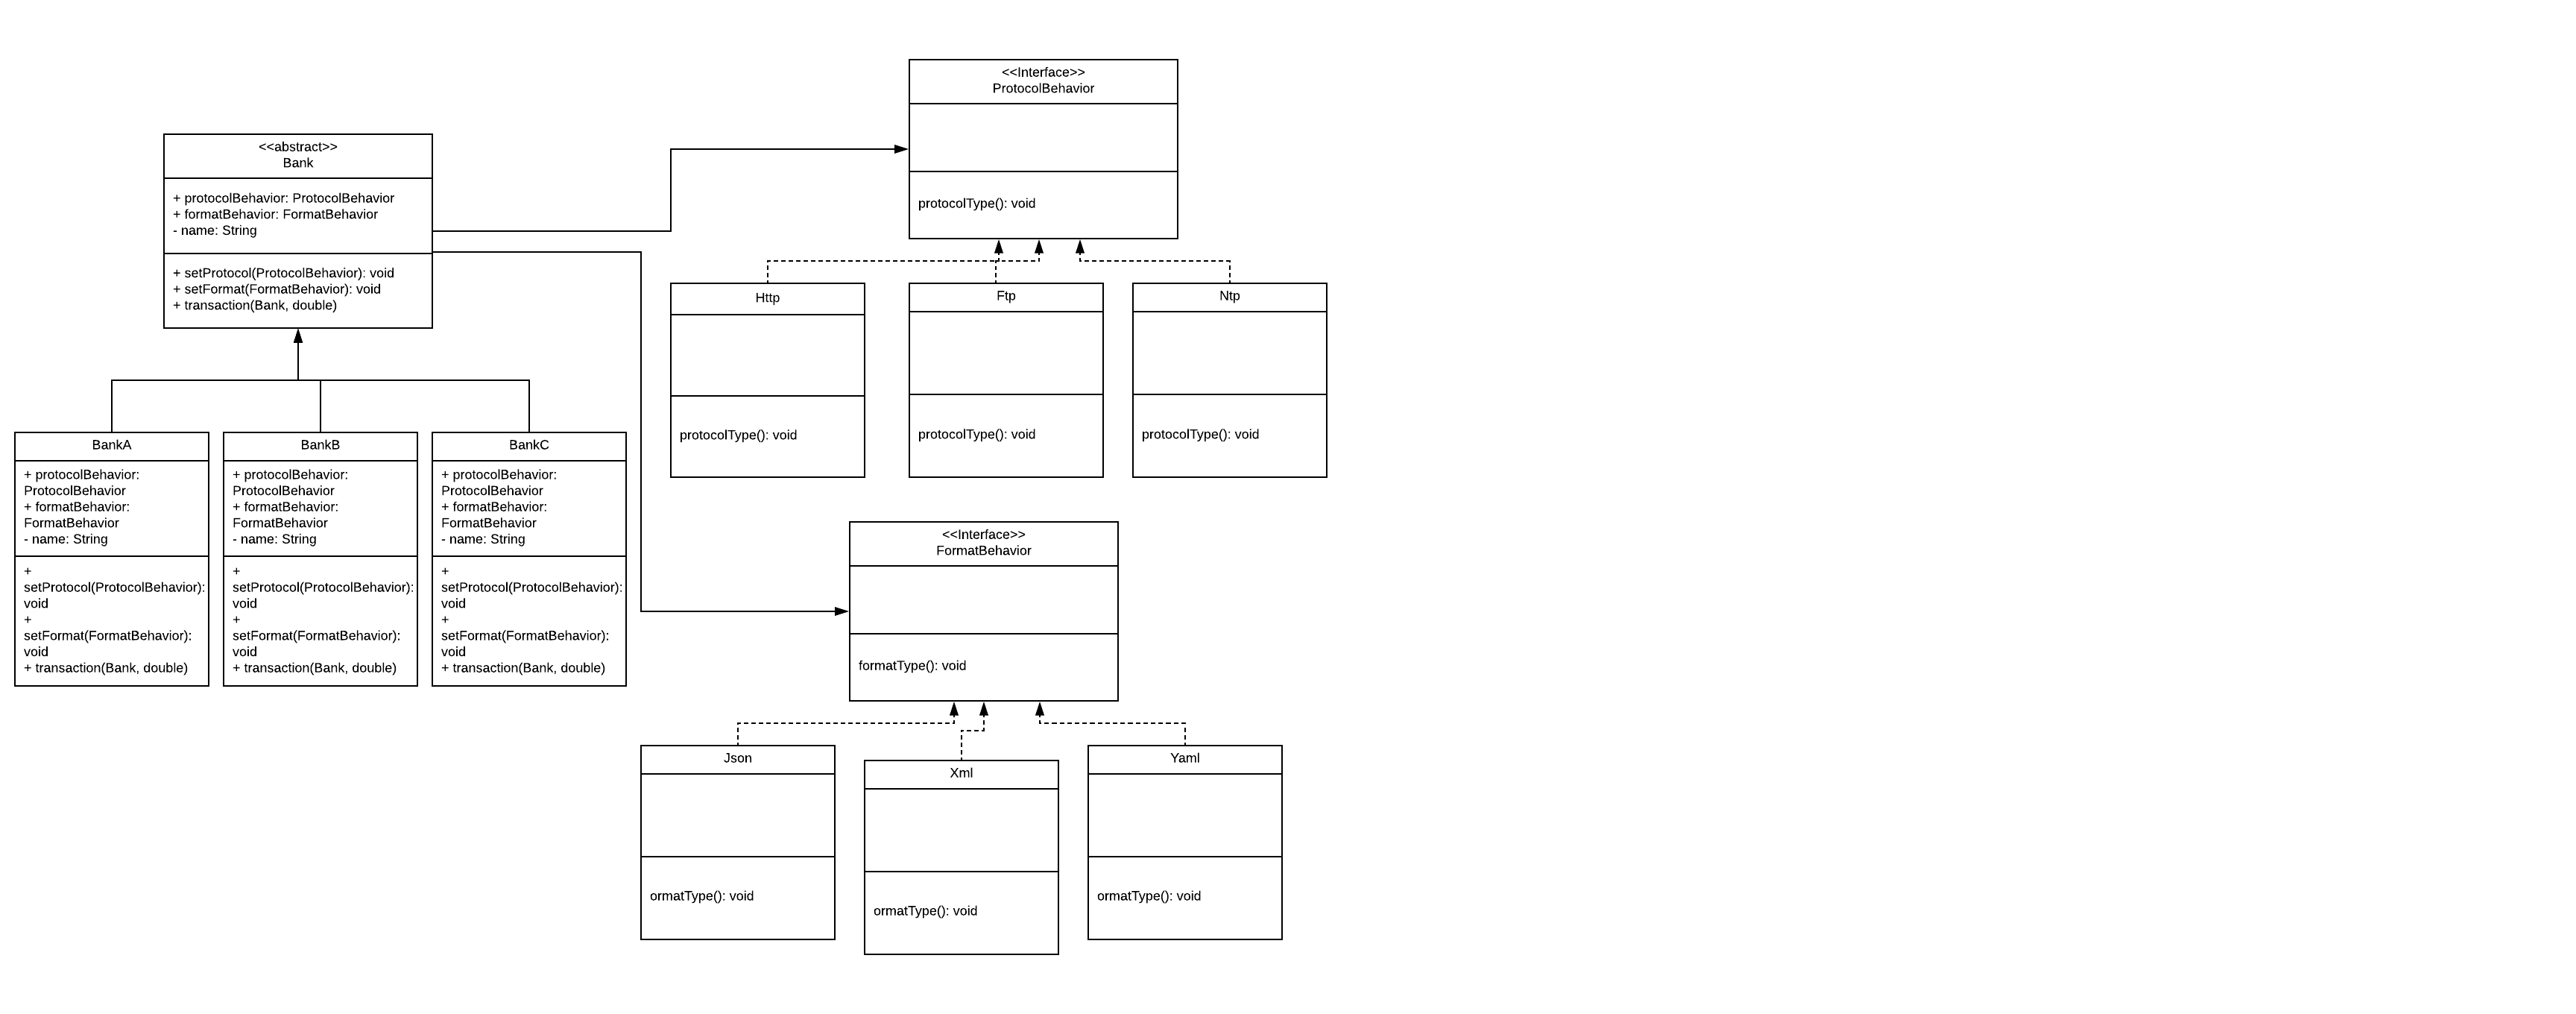 <<Interface>>
ProtocolBehavior
protocolType(): void
<<abstract>>
Bank
+ protocolBehavior: ProtocolBehavior
+ formatBehavior: FormatBehavior
- name: String
+ setProtocol(ProtocolBehavior): void
+ setFormat(FormatBehavior): void
+ transaction(Bank, double)
Http
protocolType(): void
Ftp
protocolType(): void
Ntp
protocolType(): void
BankA
+ protocolBehavior:
ProtocolBehavior
+ formatBehavior:
FormatBehavior
- name: String
+
setProtocol(ProtocolBehavior):
void
+
setFormat(FormatBehavior):
void
+ transaction(Bank, double)
BankB
+ protocolBehavior:
ProtocolBehavior
+ formatBehavior:
FormatBehavior
- name: String
+
setProtocol(ProtocolBehavior):
void
+
setFormat(FormatBehavior):
void
+ transaction(Bank, double)
BankC
+ protocolBehavior:
ProtocolBehavior
+ formatBehavior:
FormatBehavior
- name: String
+
setProtocol(ProtocolBehavior):
void
+
setFormat(FormatBehavior):
void
+ transaction(Bank, double)
<<Interface>>
FormatBehavior
formatType(): void
Json
ormatType(): void
Xml
ormatType(): void
Yaml
ormatType(): void